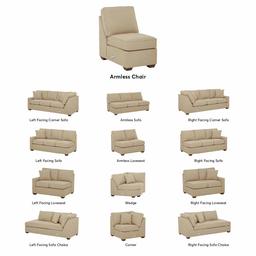 Armless Chair
Left Facing Corner Sofa
Armless Sofa
Right Facing Corner Sofa
Left Facing Sofa
Armless Loveseat
Right Facing Sofa
Left Facing Loveseat
Wedge
Right Facing Loveseat
Left Facing Sofa Chaise
Corner
Right Facing Sofa Chaise